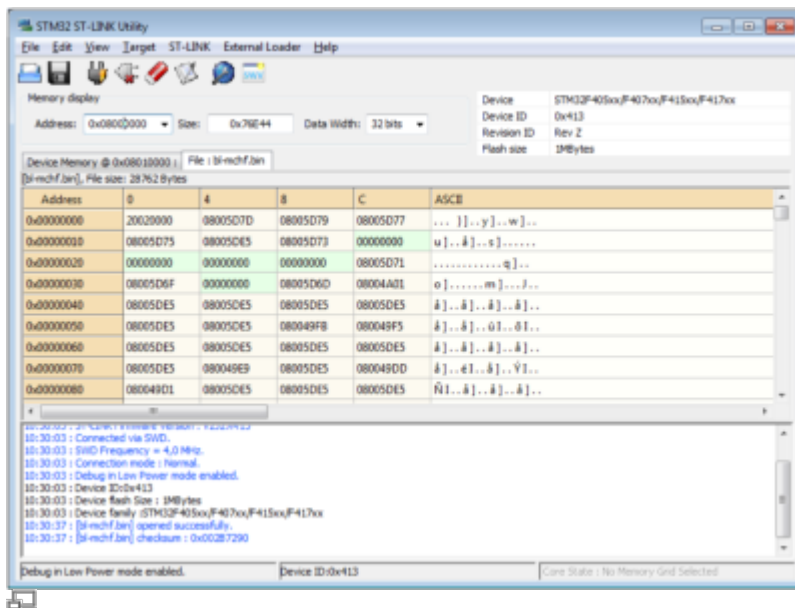 STM32 ST-LINK Utility
File Edit View Target ST-LINK External Loader Help
Memory display
Address: 0x08000000 Size: 0x76E44 Data Width: 32 bits
Device STM32F405xx/F407xx/F415xx/F417xx
Device ID 0x413
Revision ID Rev Z
Flash size 1MBytes
Device Memory @ 0x08010000 : File : bl-mchf.bin
[bl-mchf.bin], File size: 28762 Bytes
Address 0 4 8 C ASCII
0x00000000 20020000 08005D7D 08005D79 08005D77 ... }]..y]..w]..
0x00000010 08005D75 08005DE5 08005D73 00000000 u]..å]..s]......
0x00000020 00000000 00000000 00000000 08005D71 ............q]..
0x00000030 08005D6F 00000000 08005D6D 08004A01 o]......m]...J..
0x00000040 08005DE5 08005DE5 08005DE5 08005DE5 å]..å]..å]..å]..
0x00000050 08005DE5 08005DE5 080049FB 080049F5 å]..å]..ûI..õI..
0x00000060 08005DE5 08005DE5 08005DE5 08005DE5 å]..å]..å]..å]..
0x00000070 08005DE5 080049E9 08005DE5 080049DD å]..éI..å]..ÝI..
0x00000080 080049D1 08005DE5 08005DE5 08005DE5 ÑI..å]..å]..å]..
10:30:03 : Connected via SWD.
10:30:03 : SWD Frequency = 4,0 MHz.
10:30:03 : Connection mode : Normal.
10:30:03 : Debug in Low Power mode enabled.
10:30:03 : Device ID:0x413
10:30:03 : Device flash Size : 1MBytes
10:30:03 : Device family :STM32F405xx/F407xx/F415xx/F417xx
10:30:37 : [bl-mchf.bin] opened successfully.
10:30:37 : [bl-mchf.bin] checksum : 0x002B7290
Debug in Low Power mode enabled. Device ID:0x413 Core State : No Memory Grid Selected